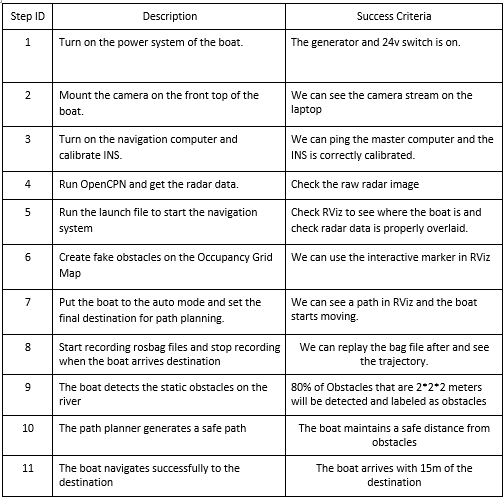 Step ID Description Success Criteria
1 Turn on the power system of the boat. The generator and 24v switch is on.
2 Mount the camera on the front top of the We can see the camera stream on the
boat. laptop
3 Turn on the navigation computer and We can ping the master computer and the
calibrate INS. INS is correctly calibrated.
4 Run OpenCPN and get the radar data. Check the raw radar image
5 Run the launch file to start the navigation Check RViz to see where the boat is and
system check radar data is properly overlaid.
6 Create fake obstacles on the Occupancy Grid We can use the interactive marker in RViz
Map
7 Put the boat to the auto mode and set the We can see a path in RViz and the boat
final destination for path planning. starts moving.
8 Start recording rosbag files and stop recording We can replay the bag file after and see
when the boat arrives destination the trajectory.
9 The boat detects the static obstacles on the 80% of Obstacles that are 2*2*2 meters
river will be detected and labeled as obstacles
10 The path planner generates a safe path The boat maintains a safe distance from
obstacles
11 The boat navigates successfully to the The boat arrives with 15m of the
destination destination